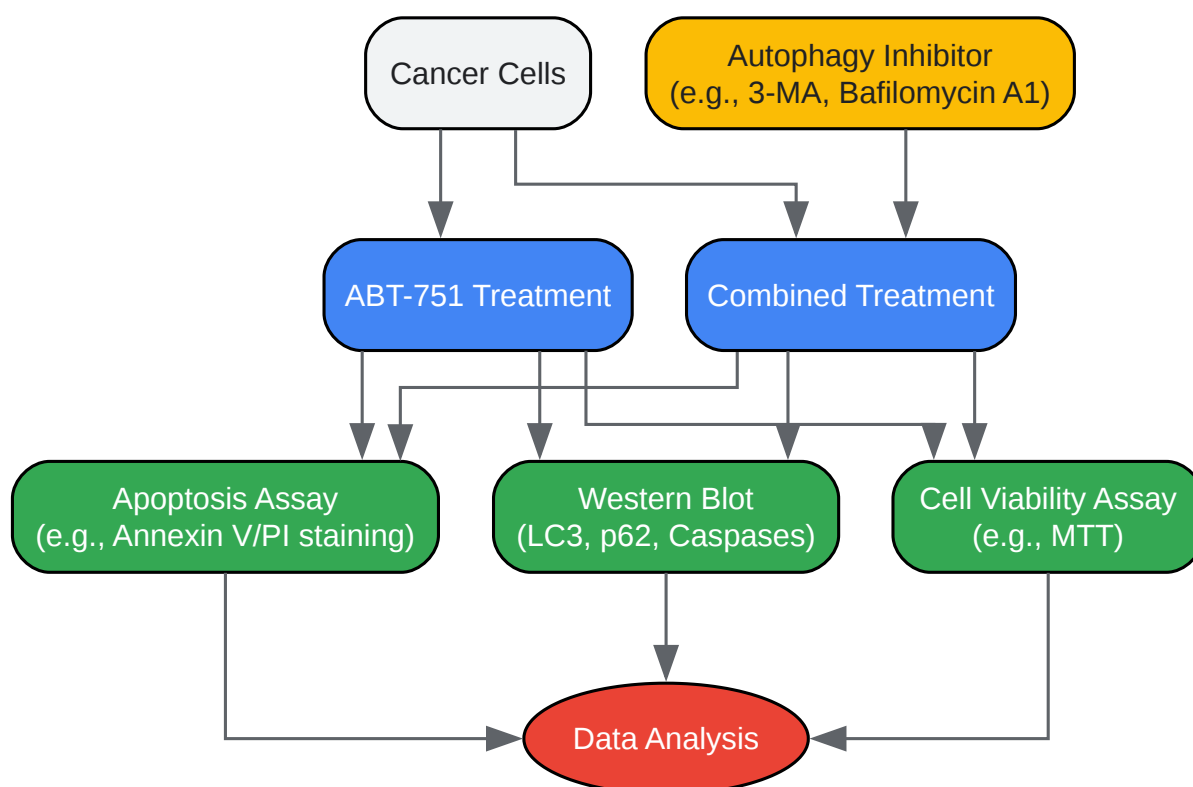 Cancer Cells
Autophagy Inhibitor
(e.g., 3-MA, Bafilomycin A1)
ABT-751 Treatment
Combined Treatment
Apoptosis Assay
(e.g., Annexin V/PI staining)
Western Blot
(LC3, p62, Caspases)
Cell Viability Assay
(e.g., MTT)
Data Analysis